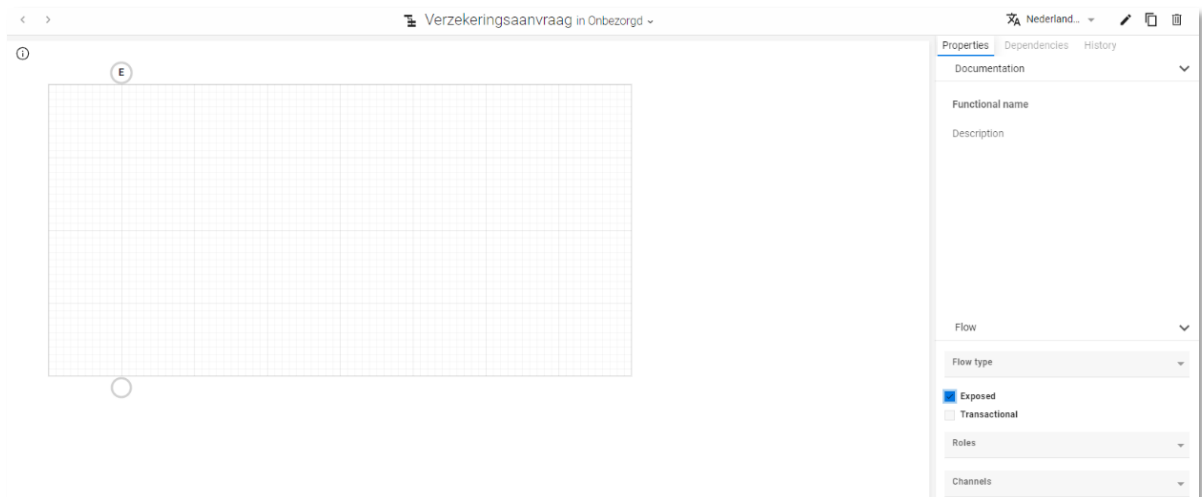 Verzekeringsaanvraag in Onbezorgd
Nederland...
Properties Dependencies History
Documentation
E
Functional name
Description
Flow
Flow type
Exposed
Transactional
Roles
Channels